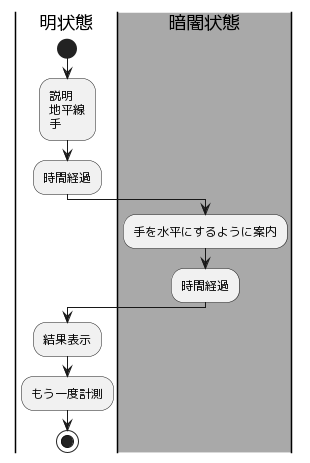 明状態
暗闇状態
説明
地平線
手
時間経過
手を水平にするように案内
時間経過
結果表示
もう一度計測